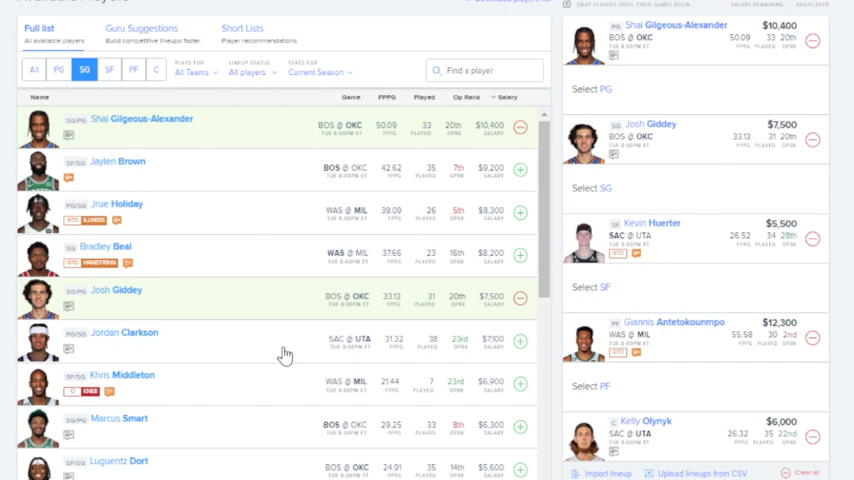 Available Players
SWAP PLAYERS UNTIL THEIR GAMES BEGIN
SALARY REMAINING
Full list
All available players
Guru Suggestions
Build competitive lineups faster
Short Lists
Player recommendations
All PG SG SF PF C
PLAYS FOR
All Teams
LINEUP STATUS
All players
STATS FOR
Current Season
Find a player
Name Game FPPG Played Op Rank Salary
SG/PG Shai Gilgeous-Alexander
BOS @ OKC 50.09 33 20th $10,400
TUE 8:00PM ET FPPG PLAYED OPRK SALARY
SF/SG Jaylen Brown
BOS @ OKC 42.62 35 7th $9,200
TUE 8:00PM ET FPPG PLAYED OPRK SALARY
PG/SG Jrue Holiday
GTD ILLNESS
WAS @ MIL 39.09 26 5th $8,300
TUE 8:00PM ET FPPG PLAYED OPRK SALARY
SG Bradley Beal
GTD HAMSTRING
WAS @ MIL 37.66 23 16th $8,200
TUE 8:00PM ET FPPG PLAYED OPRK SALARY
SG Josh Giddey
BOS @ OKC 33.13 31 20th $7,500
TUE 8:00PM ET FPPG PLAYED OPRK SALARY
PG/SG Jordan Clarkson
SAC @ UTA 31.32 38 23rd $7,100
TUE 9:00PM ET FPPG PLAYED OPRK SALARY
SF/SG Khris Middleton
O KNEE
WAS @ MIL 21.44 7 23rd $6,900
TUE 8:00PM ET FPPG PLAYED OPRK SALARY
SG/PG Marcus Smart
BOS @ OKC 29.25 33 8th $6,300
TUE 8:00PM ET FPPG PLAYED OPRK SALARY
SF/SG Luguentz Dort
BOS @ OKC 24.91 35 14th $5,600
TUE 8:00PM ET FPPG PLAYED OPRK SALARY
PG Shai Gilgeous-Alexander $10,400
BOS @ OKC 50.09 33 20th
TUE 8:00PM ET FPPG PLAYED OPRK
Select PG
SG Josh Giddey $7,500
BOS @ OKC 33.13 31 20th
TUE 8:00PM ET FPPG PLAYED OPRK
Select SG
SF Kevin Huerter $5,500
SAC @ UTA 26.52 34 28th
TUE 9:00PM ET FPPG PLAYED OPRK
GTD
Select SF
PF Giannis Antetokounmpo $12,300
WAS @ MIL 55.58 30 2nd
TUE 8:00PM ET FPPG PLAYED OPRK
GTD
Select PF
C Kelly Olynyk $6,000
SAC @ UTA 26.32 35 22nd
TUE 9:00PM ET FPPG PLAYED OPRK
Import lineup Upload lineups from CSV Clear all